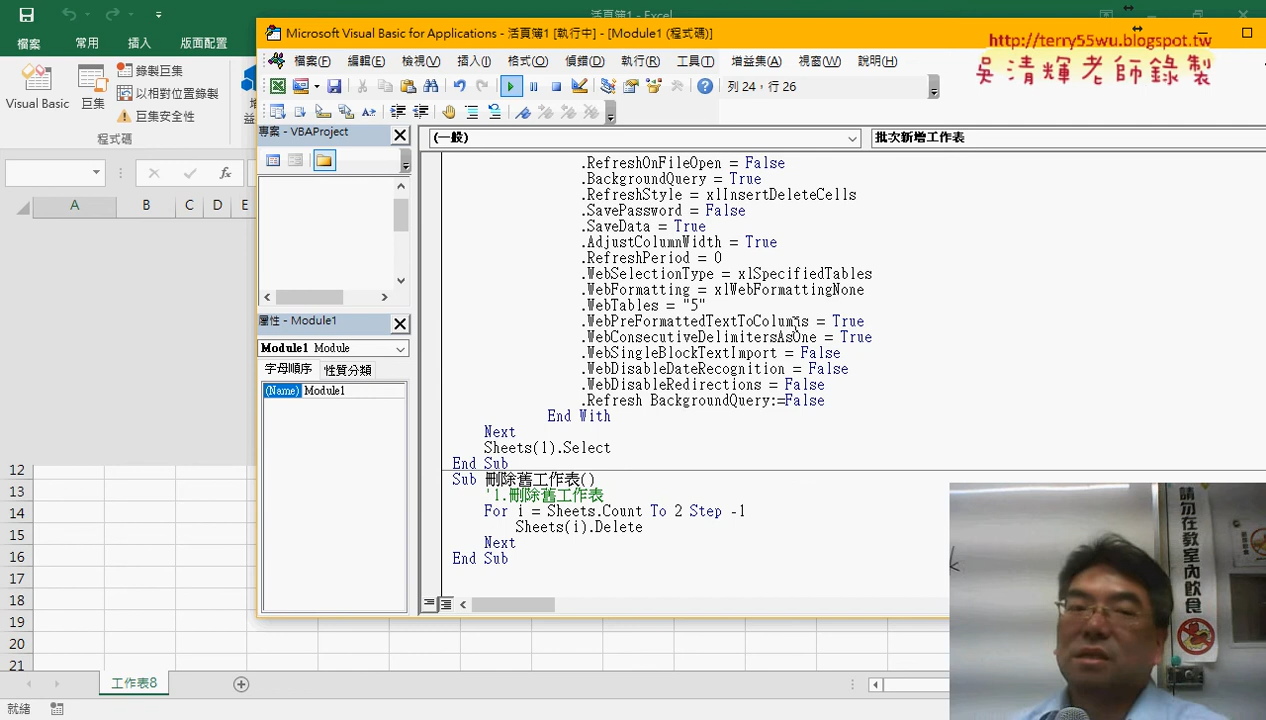 活頁簿1 - Excel
檔案 常用 插入 版面配置
Visual Basic 巨集
錄製巨集
以相對位置錄製
巨集安全性
程式碼
增
益
Microsoft Visual Basic for Applications - 活頁簿1 [執行中] - [Module1 (程式碼)]
http://terry55wu.blogspot.tw
吳清輝老師錄製
檔案(F) 編輯(E) 檢視(V) 插入(I) 格式(O) 偵錯(D) 執行(R) 工具(T) 增益集(A) 視窗(W) 說明(H)
列 24，行 26
專案 - VBAProject
(一般) 批次新增工作表
fx
A B C D E
.RefreshOnFileOpen = False
.BackgroundQuery = True
.RefreshStyle = xlInsertDeleteCells
.SavePassword = False
.SaveData = True
.AdjustColumnWidth = True
.RefreshPeriod = 0
.WebSelectionType = xlSpecifiedTables
.WebFormatting = xlWebFormattingNone
.WebTables = "5"
.WebPreFormattedTextToColumns = True
.WebConsecutiveDelimitersAsOne = True
.WebSingleBlockTextImport = False
.WebDisableDateRecognition = False
.WebDisableRedirections = False
.Refresh BackgroundQuery:=False
End With
Next
Sheets(1).Select
End Sub
Sub 刪除舊工作表()
'1.刪除舊工作表
For i = Sheets.Count To 2 Step -1
Sheets(i).Delete
Next
End Sub
屬性 - Module1
Module1 Module
字母順序 性質分類
(Name) Module1
12
13
14
15
16
17
18
19
20
21
工作表8
就緒
請勿在教室內飲食